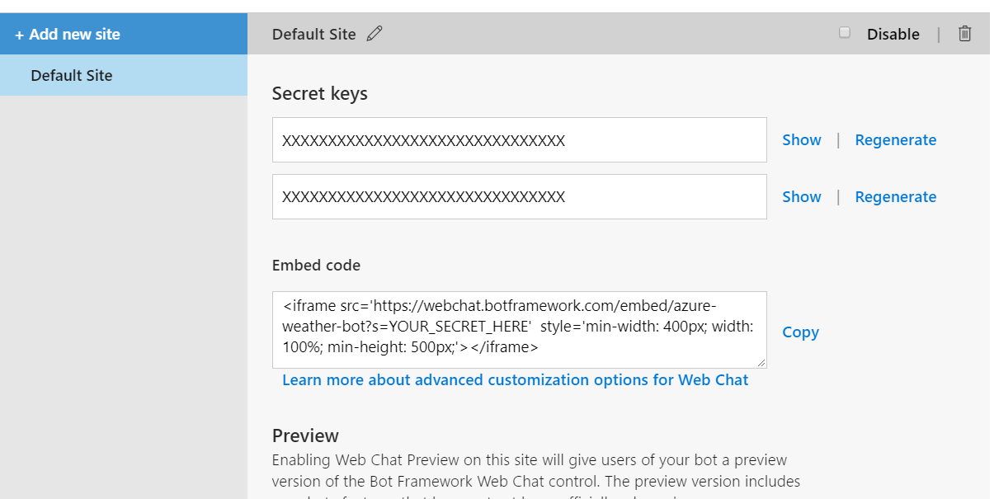 + Add new site
Default Site
Default Site
Disable
Secret keys
XXXXXXXXXXXXXXXXXXXXXXXXXXXXXXX
Show | Regenerate
XXXXXXXXXXXXXXXXXXXXXXXXXXXXXXX
Show | Regenerate
Embed code
<iframe src='https://webchat.botframework.com/embed/azure-
weather-bot?s=YOUR_SECRET_HERE'  style='min-width: 400px; width:
100%; min-height: 500px;'></iframe>
Copy
Learn more about advanced customization options for Web Chat
Preview
Enabling Web Chat Preview on this site will give users of your bot a preview
version of the Bot Framework Web Chat control. The preview version includes